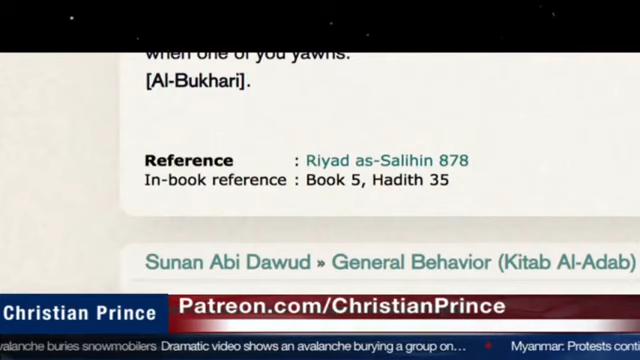 when one of you yawns.
[Al-Bukhari].
Reference : Riyad as-Salihin 878
In-book reference : Book 5, Hadith 35
Sunan Abi Dawud » General Behavior (Kitab Al-Adab)
Christian Prince
Patreon.com/ChristianPrince
valanche buries snowmobilers Dramatic video shows an avalanche burying a group on… Myanmar: Protests conti